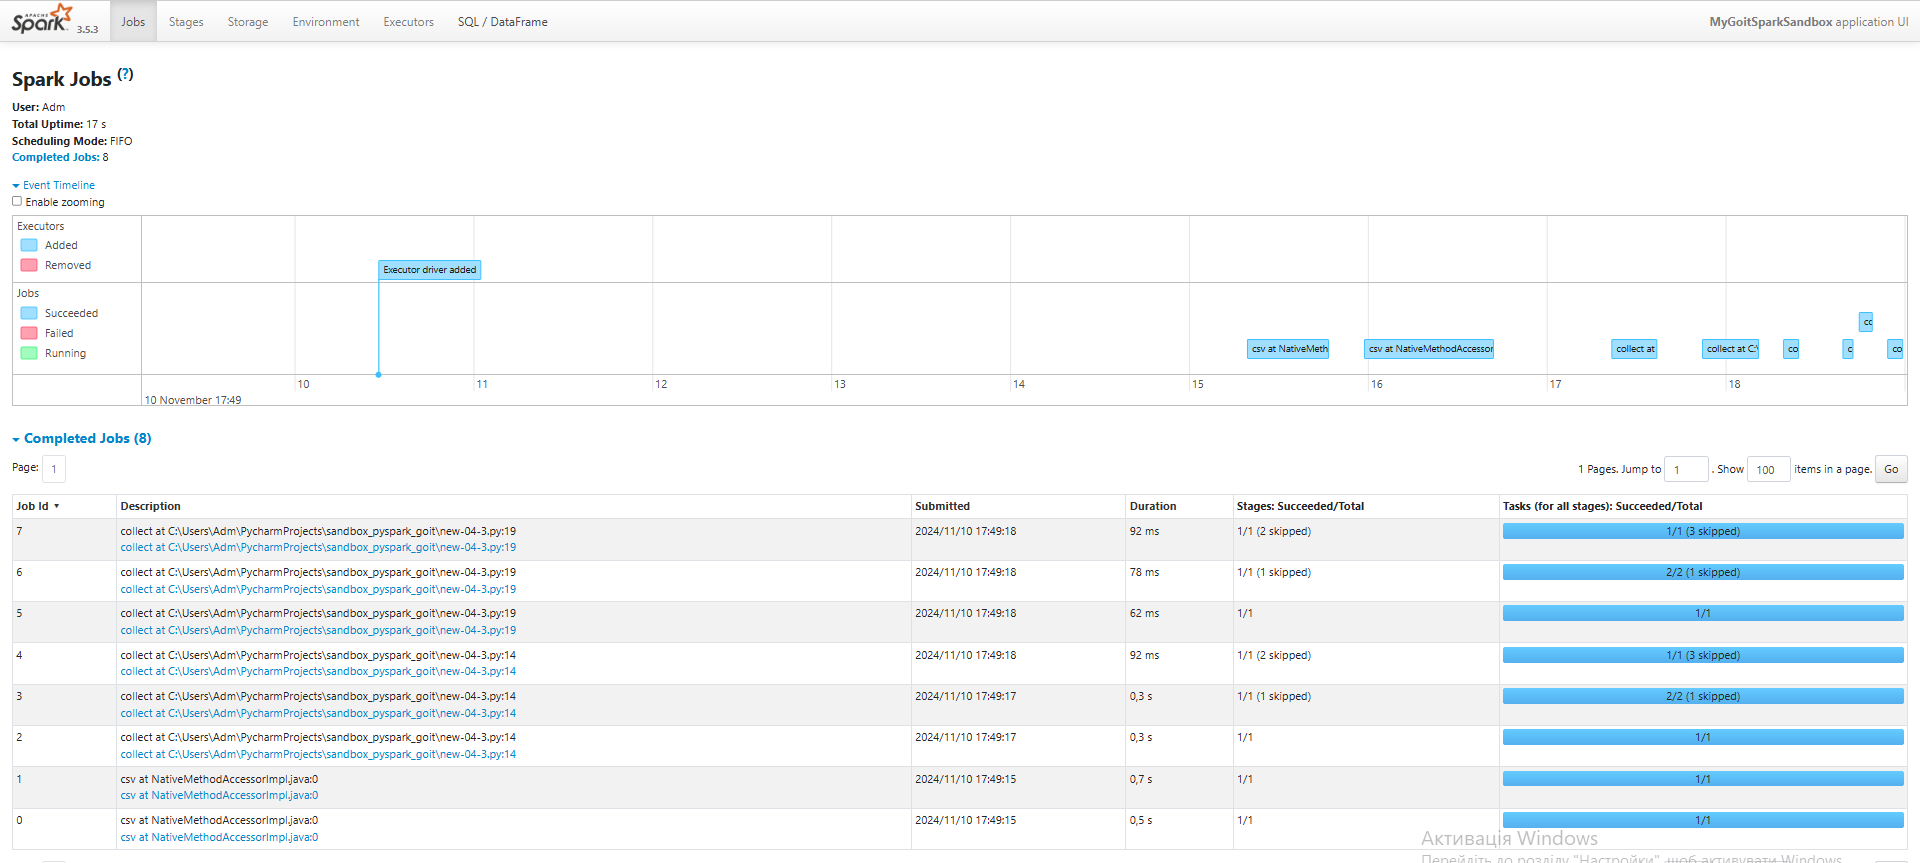 APACHE
Spark 3.5.3 Jobs Stages Storage Environment Executors SQL / DataFrame MyGoitSparkSandbox application UI
Spark Jobs (?)
User: Adm
Total Uptime: 17 s
Scheduling Mode: FIFO
Completed Jobs: 8
Event Timeline
Enable zooming
Executors
Added
Removed
Executor driver added
Jobs
Succeeded
Failed
Running
co
csv at NativeMeth csv at NativeMethodAccessor collect at collect at C:\ co c co
10 11 12 13 14 15 16 17 18
10 November 17:49
Completed Jobs (8)
Page: 1 1 Pages. Jump to 1 . Show 100 items in a page. Go
Job Id ▾ Description Submitted Duration Stages: Succeeded/Total Tasks (for all stages): Succeeded/Total
7 collect at C:\Users\Adm\PycharmProjects\sandbox_pyspark_goit\new-04-3.py:19 2024/11/10 17:49:18 92 ms 1/1 (2 skipped) 1/1 (3 skipped)
collect at C:\Users\Adm\PycharmProjects\sandbox_pyspark_goit\new-04-3.py:19
6 collect at C:\Users\Adm\PycharmProjects\sandbox_pyspark_goit\new-04-3.py:19 2024/11/10 17:49:18 78 ms 1/1 (1 skipped) 2/2 (1 skipped)
collect at C:\Users\Adm\PycharmProjects\sandbox_pyspark_goit\new-04-3.py:19
5 collect at C:\Users\Adm\PycharmProjects\sandbox_pyspark_goit\new-04-3.py:19 2024/11/10 17:49:18 62 ms 1/1 1/1
collect at C:\Users\Adm\PycharmProjects\sandbox_pyspark_goit\new-04-3.py:19
4 collect at C:\Users\Adm\PycharmProjects\sandbox_pyspark_goit\new-04-3.py:14 2024/11/10 17:49:18 92 ms 1/1 (2 skipped) 1/1 (3 skipped)
collect at C:\Users\Adm\PycharmProjects\sandbox_pyspark_goit\new-04-3.py:14
3 collect at C:\Users\Adm\PycharmProjects\sandbox_pyspark_goit\new-04-3.py:14 2024/11/10 17:49:17 0,3 s 1/1 (1 skipped) 2/2 (1 skipped)
collect at C:\Users\Adm\PycharmProjects\sandbox_pyspark_goit\new-04-3.py:14
2 collect at C:\Users\Adm\PycharmProjects\sandbox_pyspark_goit\new-04-3.py:14 2024/11/10 17:49:17 0,3 s 1/1 1/1
collect at C:\Users\Adm\PycharmProjects\sandbox_pyspark_goit\new-04-3.py:14
1 csv at NativeMethodAccessorImpl.java:0 2024/11/10 17:49:15 0,7 s 1/1 1/1
csv at NativeMethodAccessorImpl.java:0
0 csv at NativeMethodAccessorImpl.java:0 2024/11/10 17:49:15 0,5 s 1/1 1/1
csv at NativeMethodAccessorImpl.java:0
Активація Windows
Перейдіть до розділу "Настройки", щоб активувати Windows